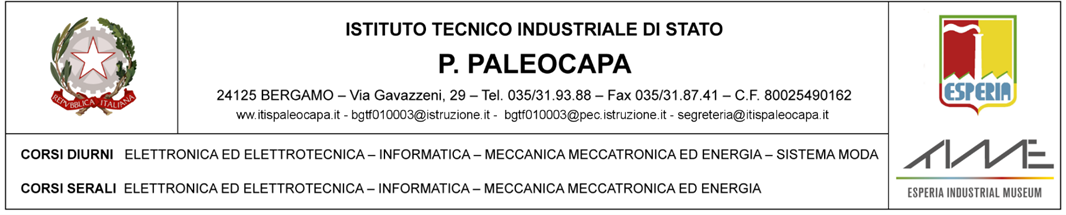 ISTITUTO TECNICO INDUSTRIALE DI STATO
P. PALEOCAPA
24125 BERGAMO – Via Gavazzeni, 29 – Tel. 035/31.93.88 – Fax 035/31.87.41 – C.F. 80025490162
ww.itispaleocapa.it - bgtf010003@istruzione.it - bgtf010003@pec.istruzione.it - segreteria@itispaleocapa.it
REPVBBLICA ITALIANA
ESPERIA
CORSI DIURNI ELETTRONICA ED ELETTROTECNICA – INFORMATICA – MECCANICA MECCATRONICA ED ENERGIA – SISTEMA MODA
CORSI SERALI ELETTRONICA ED ELETTROTECNICA – INFORMATICA – MECCANICA MECCATRONICA ED ENERGIA
ESPERIA INDUSTRIAL MUSEUM